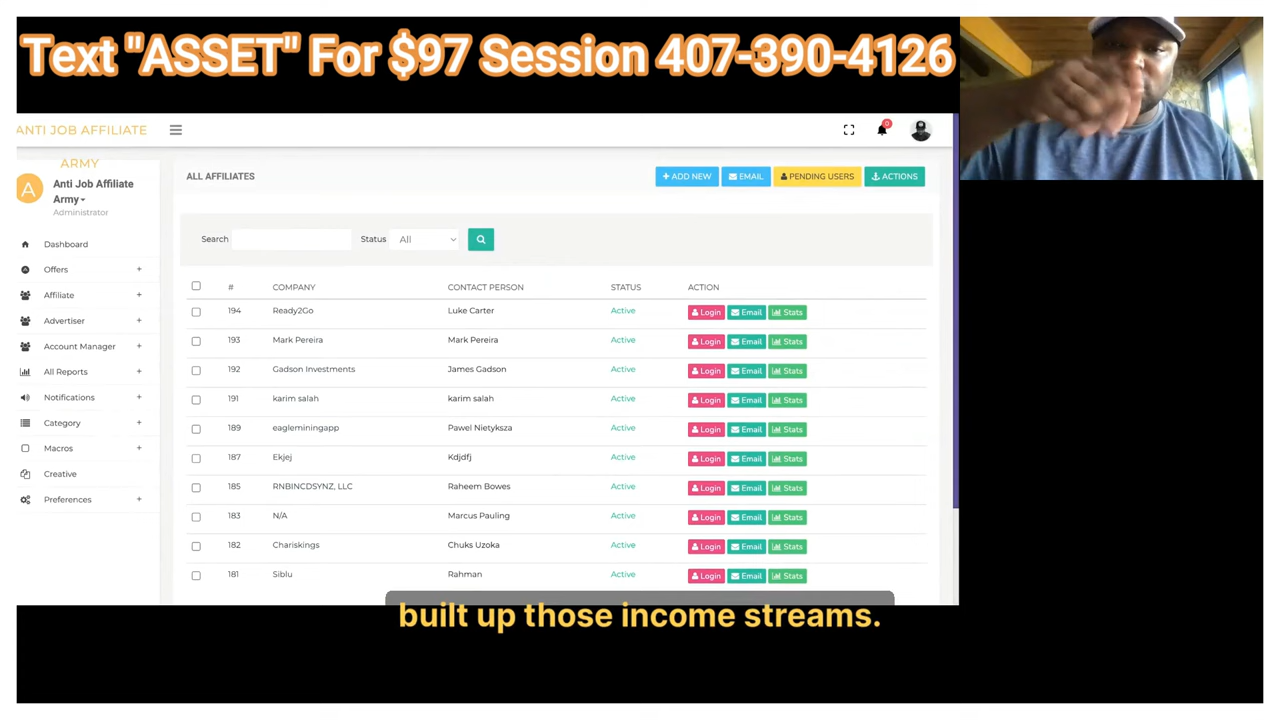 Text "ASSET" For $97 Session 407-390-4126
ANTI JOB AFFILIATE
ARMY
0
A
Anti Job Affiliate
Army
Administrator
Dashboard
Offers +
Affiliate +
Advertiser +
Account Manager +
All Reports +
Notifications +
Category +
Macros +
Creative
Preferences +
ALL AFFILIATES
+ ADD NEW EMAIL PENDING USERS ACTIONS
Search Status All
# COMPANY CONTACT PERSON STATUS ACTION
194 Ready2Go Luke Carter Active Login Email Stats
193 Mark Pereira Mark Pereira Active Login Email Stats
192 Gadson Investments James Gadson Active Login Email Stats
191 karim salah karim salah Active Login Email Stats
189 eagleminingapp Pawel Nietyksza Active Login Email Stats
187 Ekjej Kdjdfj Active Login Email Stats
185 RNBINCDSYNZ, LLC Raheem Bowes Active Login Email Stats
183 N/A Marcus Pauling Active Login Email Stats
182 Chariskings Chuks Uzoka Active Login Email Stats
181 Siblu Rahman Active Login Email Stats
built up those income streams.